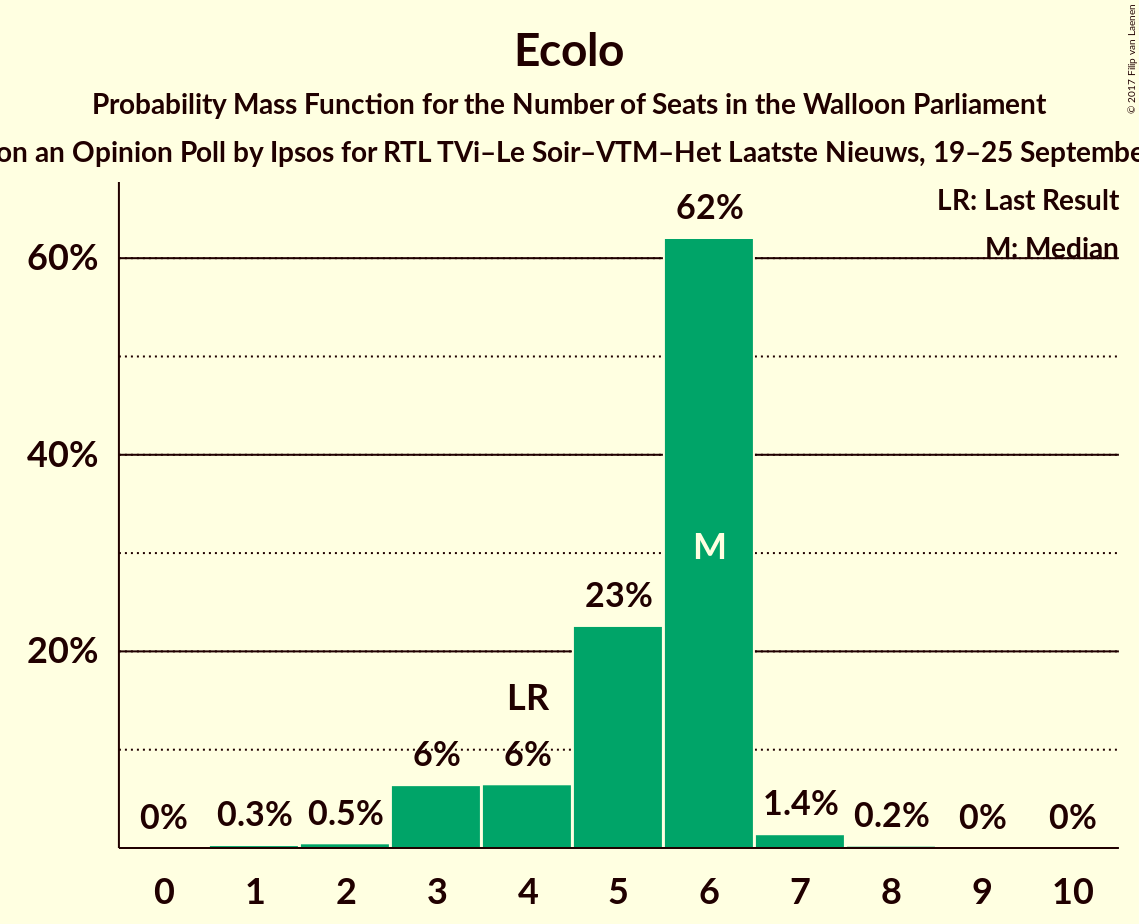 Ecolo
Probability Mass Function for the Number of Seats in the Walloon Parliament
on an Opinion Poll by Ipsos for RTL TVi–Le Soir–VTM–Het Laatste Nieuws, 19–25
© 2017 Filip van Laenen
LR: Last Result
M: Median
62%
60%
M
40%
23%
20%
LR
6% 6%
0% 0.3% 0.5% 1.4% 0.2% 0% 0%
0 1 2 3 4 5 6 7 8 9 10